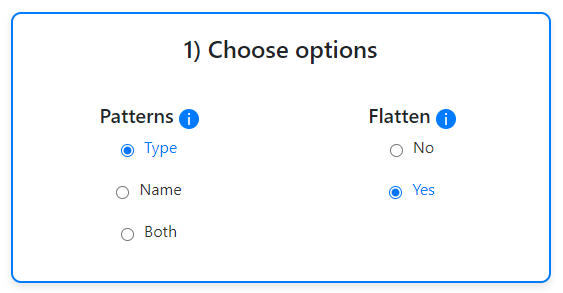 1) Choose options
Patterns i
Type
Name
Both
Flatten i
No
Yes